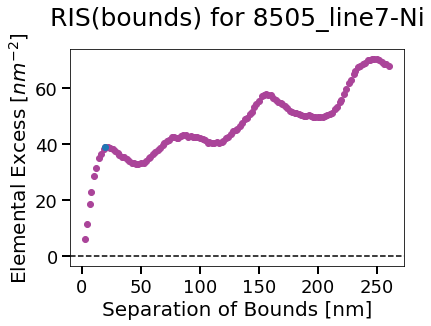 RIS(bounds) for 8505_line7-Ni
Elemental Excess [$nm^{-2}$]
60
40
20
0
0 50 100 150 200 250
Separation of Bounds [nm]